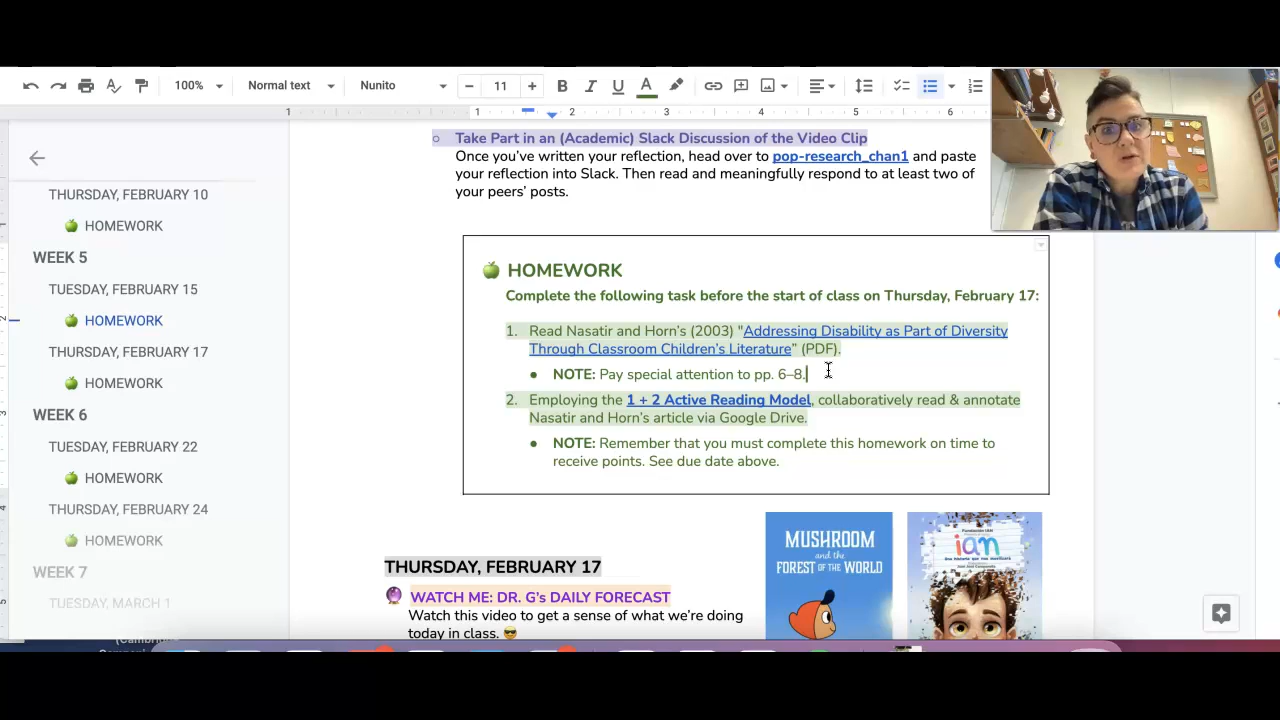 100%
Normal text
Nunito
11
B
I
U
A
1
1
2
3
4
5
6
THURSDAY, FEBRUARY 10
HOMEWORK
WEEK 5
TUESDAY, FEBRUARY 15
HOMEWORK
THURSDAY, FEBRUARY 17
HOMEWORK
WEEK 6
TUESDAY, FEBRUARY 22
HOMEWORK
THURSDAY, FEBRUARY 24
HOMEWORK
WEEK 7
TUESDAY, MARCH 1
Take Part in an (Academic) Slack Discussion of the Video Clip
Once you've written your reflection, head over to pop-research_chan1 and paste
your reflection into Slack. Then read and meaningfully respond to at least two of
your peers' posts.
🍏 HOMEWORK
Complete the following task before the start of class on Thursday, February 17:
1. Read Nasatir and Horn's (2003) "Addressing Disability as Part of Diversity
Through Classroom Children's Literature" (PDF).
● NOTE: Pay special attention to pp. 6–8.
2. Employing the 1 + 2 Active Reading Model, collaboratively read & annotate
Nasatir and Horn's article via Google Drive.
● NOTE: Remember that you must complete this homework on time to
receive points. See due date above.
THURSDAY, FEBRUARY 17
🔮 WATCH ME: DR. G's DAILY FORECAST
Watch this video to get a sense of what we're doing
today in class. 😎
MUSHROOM
and the
FOREST OF THE WORLD
ian